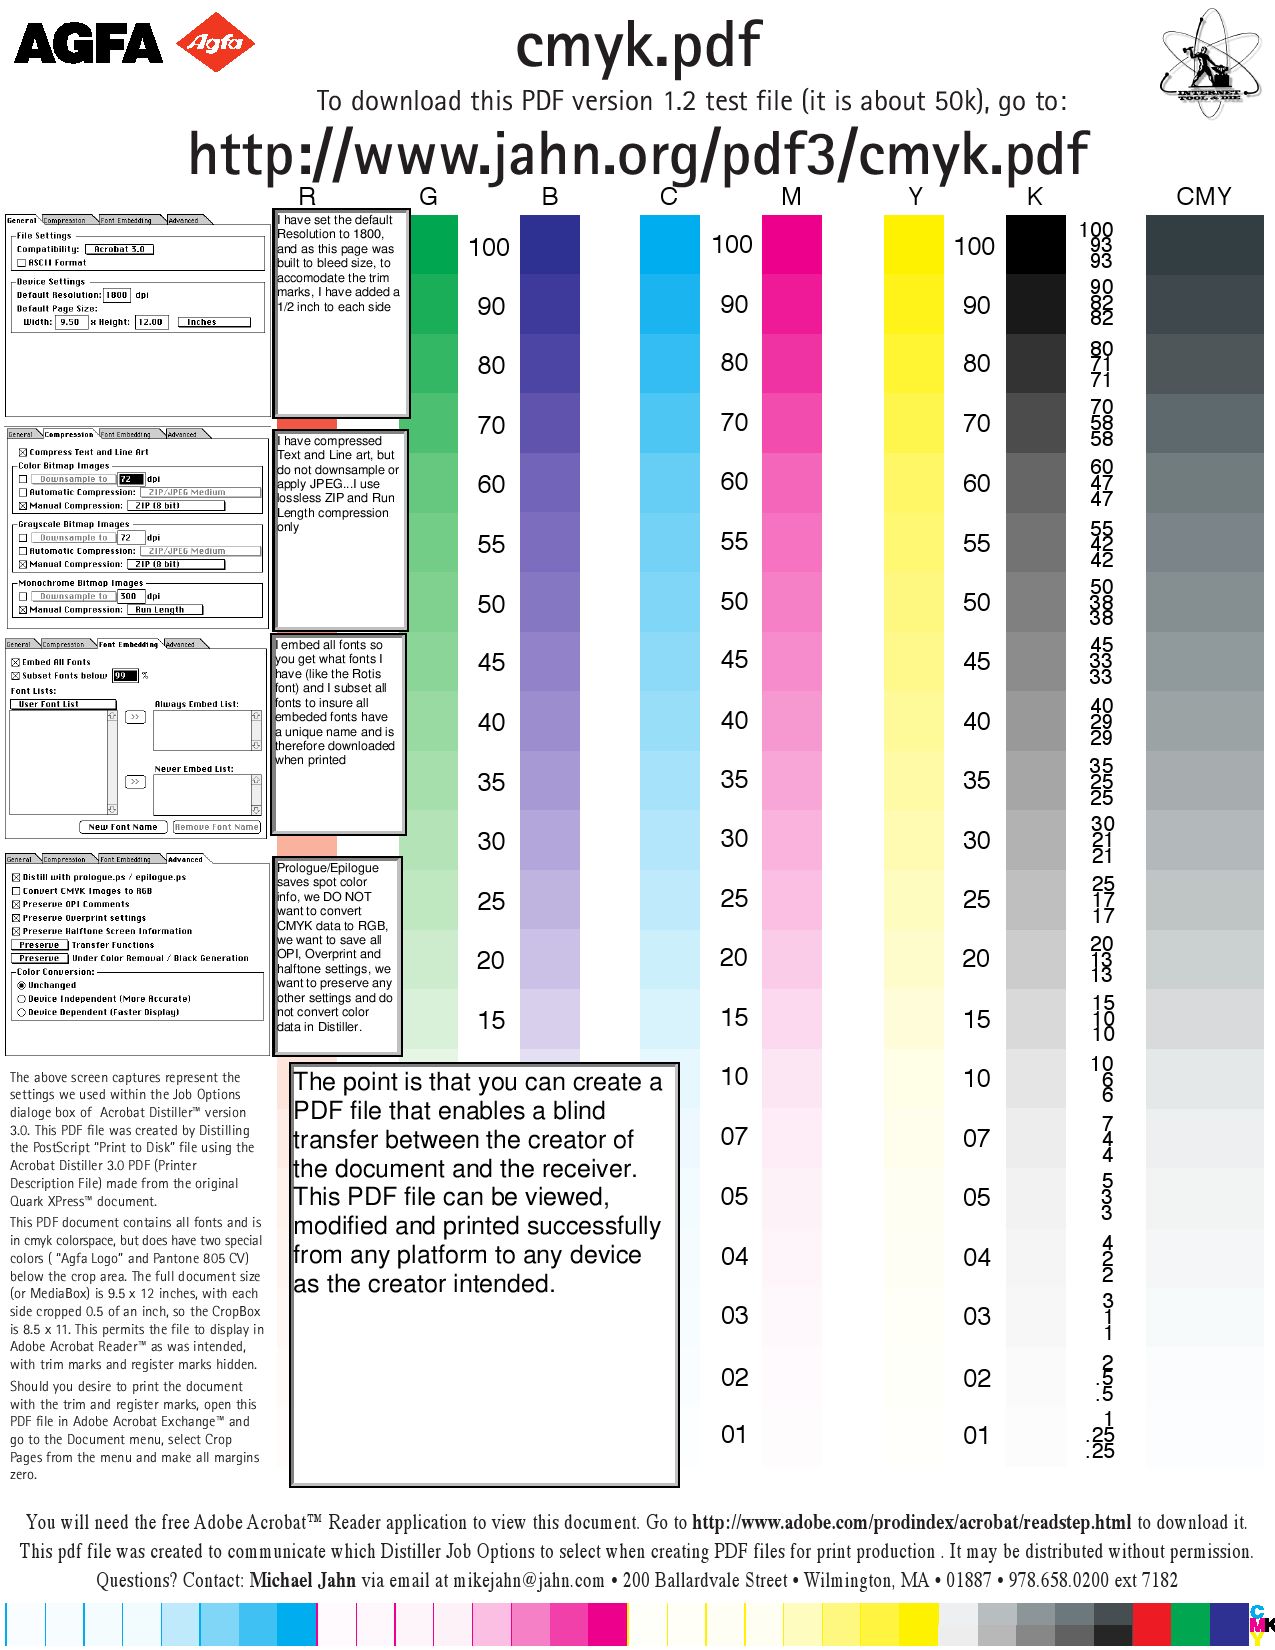 AGFA
Agfa
cmyk.pdf
INTERNET
TOOL & DIE
To download this PDF version 1.2 test file (it is about 50k), go to:
http://www.jahn.org/pdf3/cmyk.pdf
R G B C M Y K CMY
General Compression Font Embedding Advanced
File Settings
Compatibility: Acrobat 3.0
ASCII Format
Device Settings
Default Resolution: 1800 dpi
Default Page Size:
Width: 9.50 x Height: 12.00 Inches
I have set the default
Resolution to 1800,
and as this page was
built to bleed size, to
accomodate the trim
marks, I have added a
1/2 inch to each side
General Compression Font Embedding Advanced
Compress Text and Line Art
Color Bitmap Images
Downsample to 72 dpi
Automatic Compression: ZIP/JPEG Medium
Manual Compression: ZIP (8 bit)
Grayscale Bitmap Images
Downsample to 72 dpi
Automatic Compression: ZIP/JPEG Medium
Manual Compression: ZIP (8 bit)
Monochrome Bitmap Images
Downsample to 300 dpi
Manual Compression: Run Length
I have compressed
Text and Line art, but
do not downsample or
apply JPEG...I use
lossless ZIP and Run
Length compression
only
General Compression Font Embedding Advanced
Embed All Fonts
Subset Fonts below 99 %
Font Lists:
User Font List
>>
Always Embed List:
Never Embed List:
>>
New Font Name Remove Font Name
I embed all fonts so
you get what fonts I
have (like the Rotis
font) and I subset all
fonts to insure all
embeded fonts have
a unique name and is
therefore downloaded
when printed
General Compression Font Embedding Advanced
Distill with prologue.ps / epilogue.ps
Convert CMYK Images to RGB
Preserve OPI Comments
Preserve Overprint settings
Preserve Halftone Screen Information
Preserve Transfer Functions
Preserve Under Color Removal / Black Generation
Color Conversion:
Unchanged
Device Independent (More Accurate)
Device Dependent (Faster Display)
Prologue/Epilogue
saves spot color
info, we DO NOT
want to convert
CMYK data to RGB,
we want to save all
OPI, Overprint and
halftone settings, we
want to preserve any
other settings and do
not convert color
data in Distiller.
The above screen captures represent the
settings we used within the Job Options
dialoge box of Acrobat Distiller™ version
3.0. This PDF file was created by Distilling
the PostScript "Print to Disk" file using the
Acrobat Distiller 3.0 PDF (Printer
Description File) made from the original
Quark XPress™ document.
This PDF document contains all fonts and is
in cmyk colorspace, but does have two special
colors ( "Agfa Logo" and Pantone 805 CV)
below the crop area. The full document size
(or MediaBox) is 9.5 x 12 inches, with each
side cropped 0.5 of an inch, so the CropBox
is 8.5 x 11. This permits the file to display in
Adobe Acrobat Reader™ as was intended,
with trim marks and register marks hidden.
Should you desire to print the document
with the trim and register marks, open this
PDF file in Adobe Acrobat Exchange™ and
go to the Document menu, select Crop
Pages from the menu and make all margins
zero.
The point is that you can create a
PDF file that enables a blind
transfer between the creator of
the document and the receiver.
This PDF file can be viewed,
modified and printed successfully
from any platform to any device
as the creator intended.
100
90
80
70
60
55
50
45
40
35
30
25
20
15
100
90
80
70
60
55
50
45
40
35
30
25
20
15
10
07
05
04
03
02
01
100
90
80
70
60
55
50
45
40
35
30
25
20
15
10
07
05
04
03
02
01
100
93
93
90
82
82
80
71
71
70
58
58
60
47
47
55
42
42
50
38
38
45
33
33
40
29
29
35
25
25
30
21
21
25
17
17
20
13
13
15
10
10
10
6
6
7
4
4
5
3
3
4
2
2
3
1
1
2
.5
.5
1
.25
.25
You will need the free Adobe Acrobat™ Reader application to view this document. Go to http://www.adobe.com/prodindex/acrobat/readstep.html to download it.
This pdf file was created to communicate which Distiller Job Options to select when creating PDF files for print production . It may be distributed without permission.
Questions? Contact: Michael Jahn via email at mikejahn@jahn.com • 200 Ballardvale Street • Wilmington, MA • 01887 • 978.658.0200 ext 7182
C
M K
Y